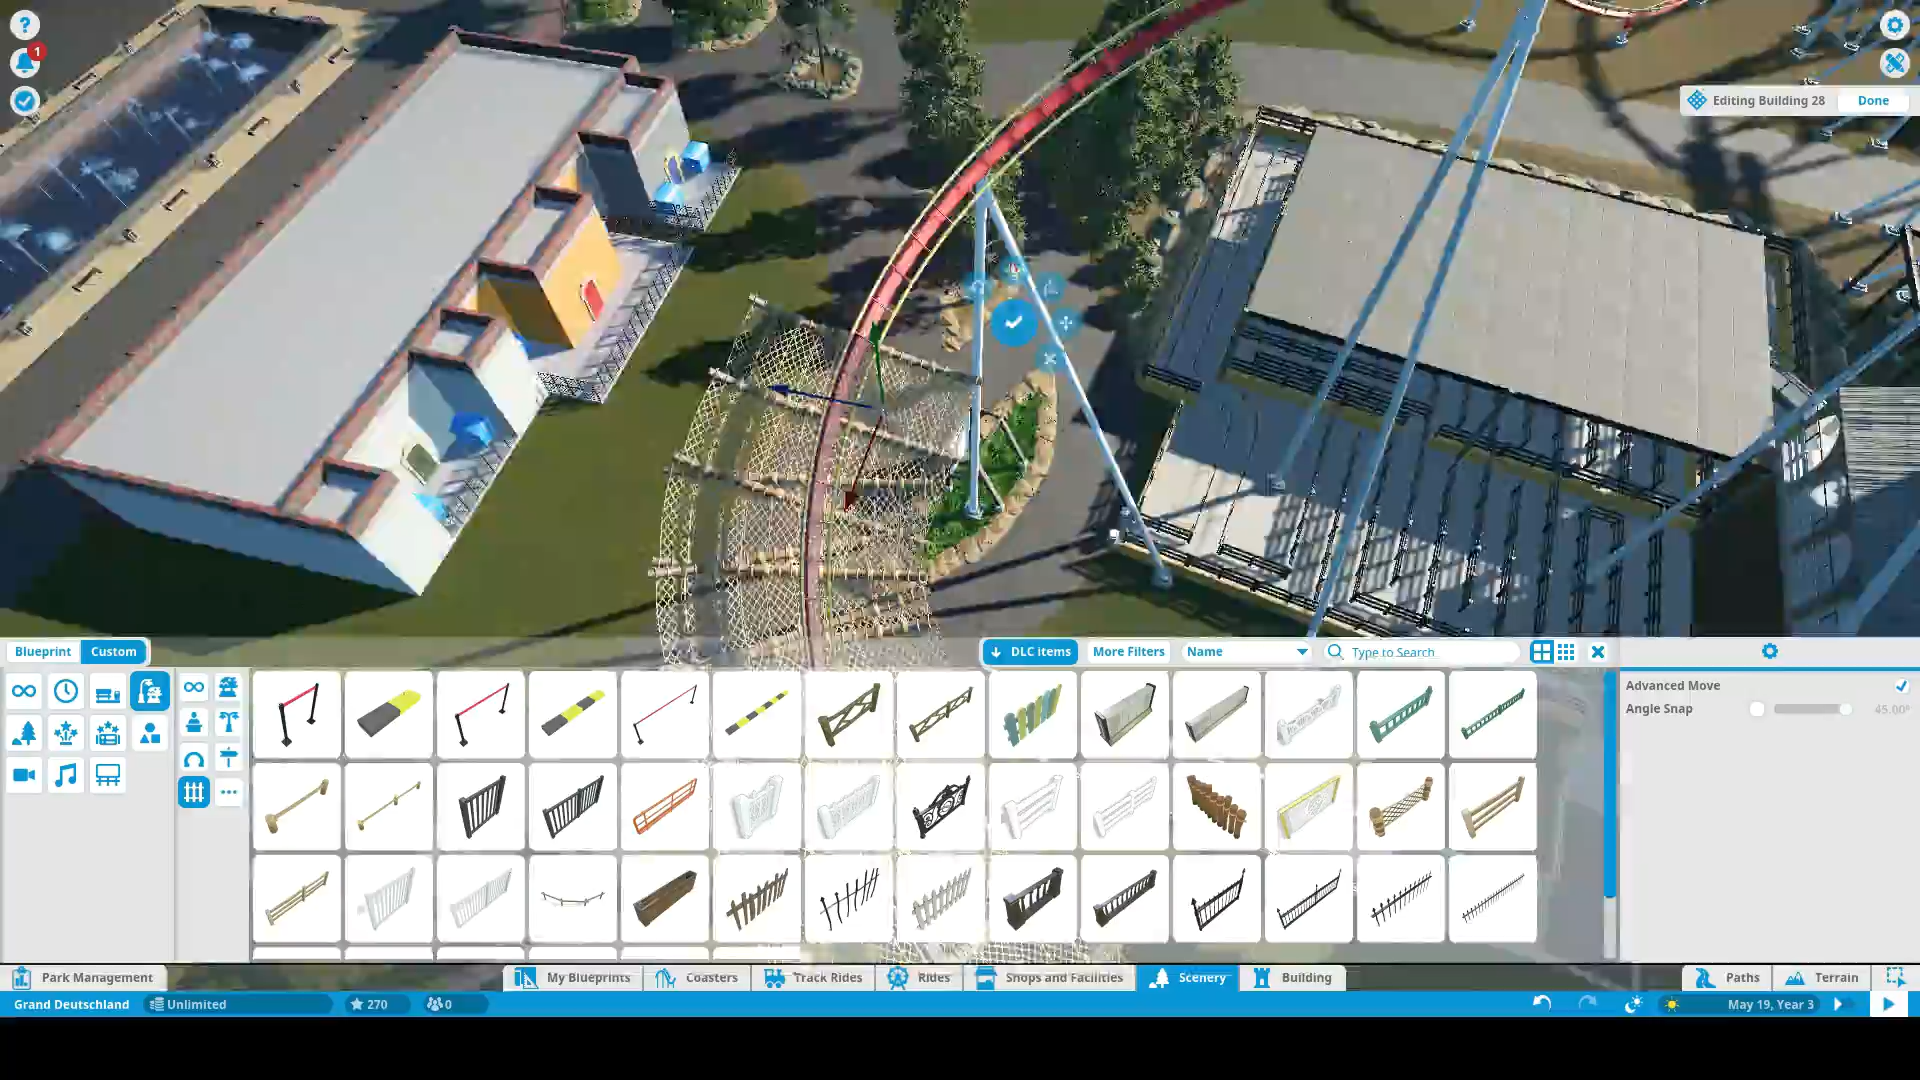 ?
1
Editing Building 28 Done
Blueprint Custom
DLC items More Filters Name Type to Search
Advanced Move
Angle Snap 45.00°
Park Management
My Blueprints Coasters Track Rides Rides Shops and Facilities Scenery Building
Paths Terrain
Grand Deutschland Unlimited 270 0
May 19, Year 3